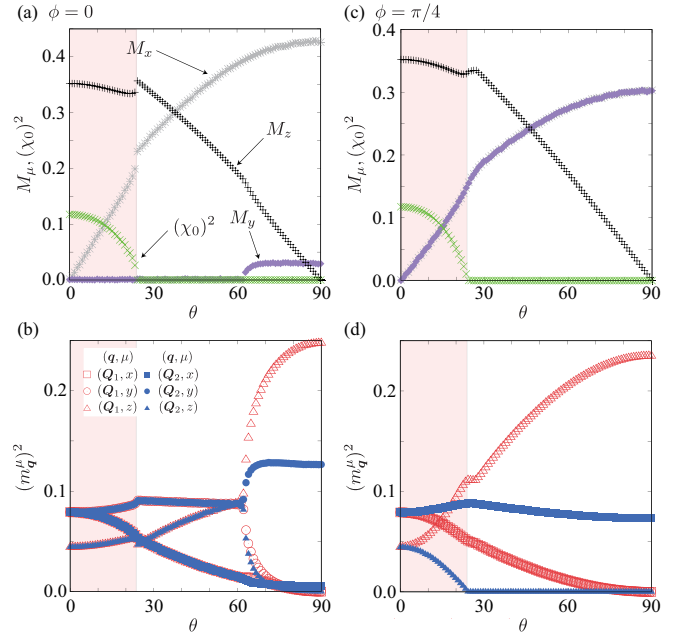 (a) ϕ = 0
M_x
M_z
(χ_0)^2
M_y
M_μ, (χ_0)^2
0.4
0.3
0.2
0.1
0.0
0 30 60 90
θ
(c) ϕ = π/4
M_μ, (χ_0)^2
0.4
0.3
0.2
0.1
0.0
0 30 60 90
θ
(b)
(q, μ) (q, μ)
(Q_1, x) (Q_2, x)
(Q_1, y) (Q_2, y)
(Q_1, z) (Q_2, z)
(m_q^μ)^2
0.2
0.1
0.0
0 30 60 90
θ
(d)
(m_q^μ)^2
0.2
0.1
0.0
0 30 60 90
θ